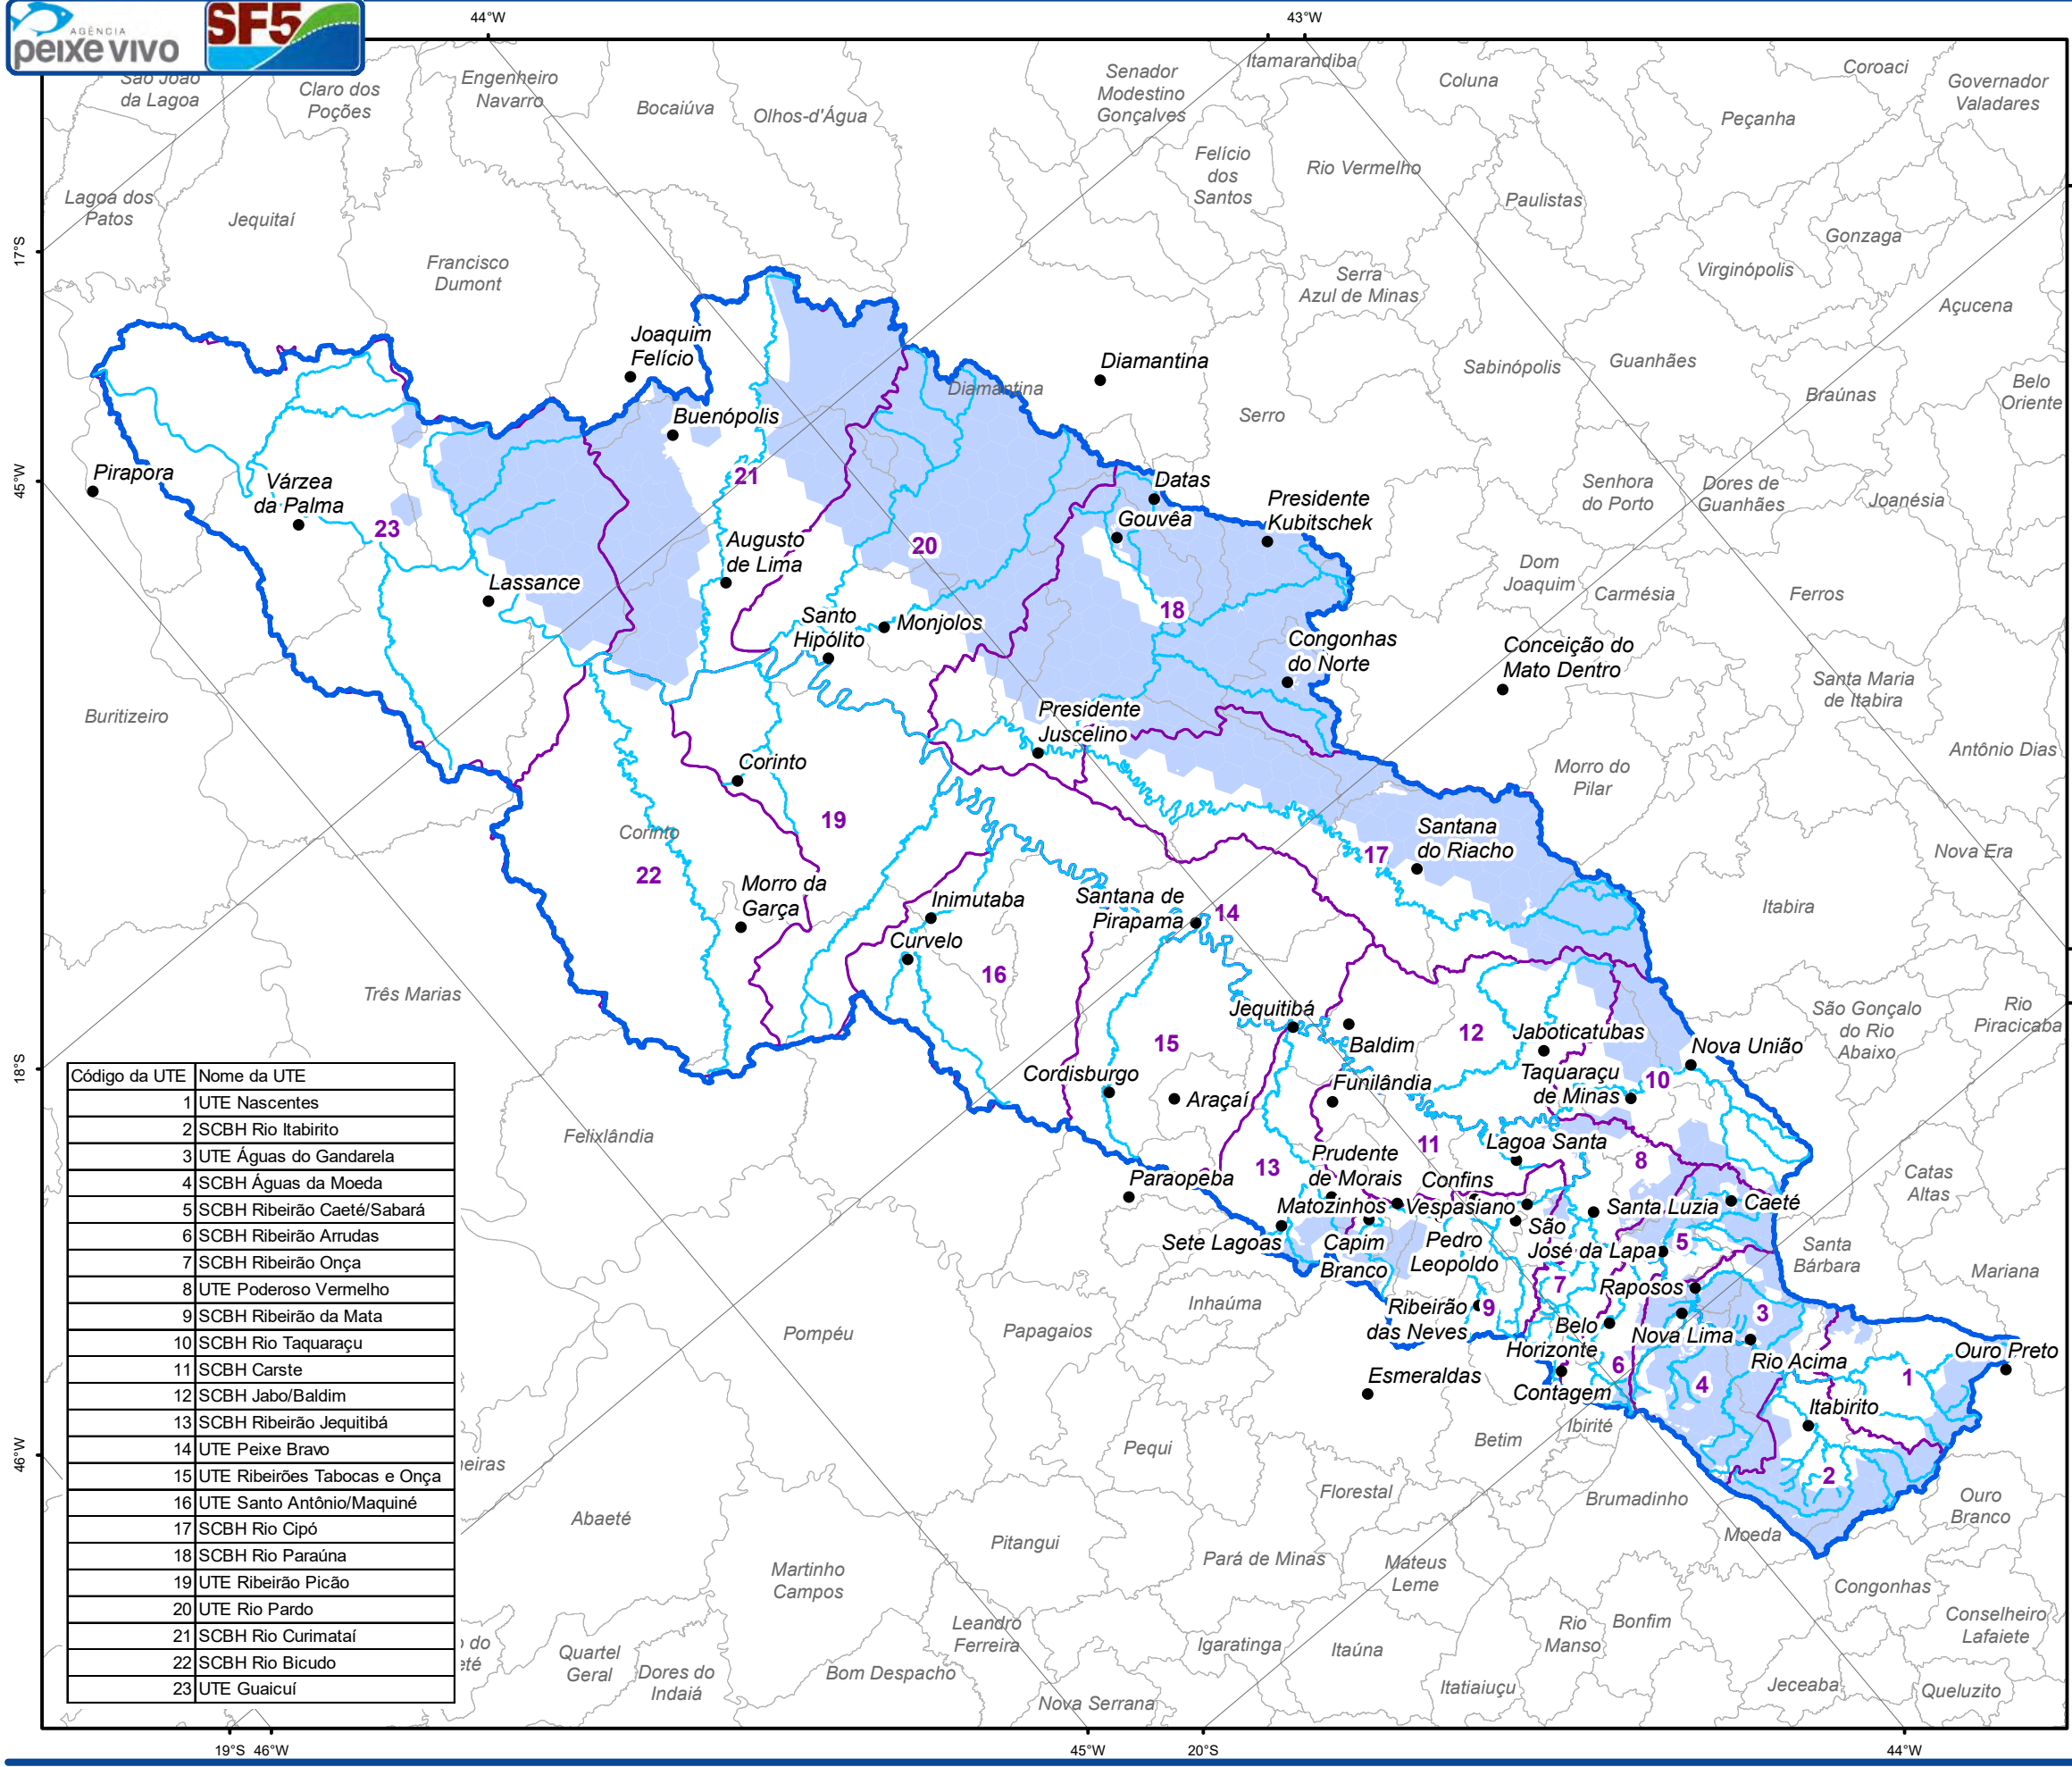 AGÊNCIA
peixe vivo
SF5
44°W
43°W
17°S
45°W
18°S
46°W
19°S
46°W
45°W
20°S
44°W
São João
da Lagoa
Claro dos
Poções
Engenheiro
Navarro
Bocaiúva
Olhos-d'Água
Senador
Modestino
Gonçalves
Itamarandiba
Coluna
Coroaci
Governador
Valadares
Peçanha
Felício
dos
Santos
Rio Vermelho
Paulistas
Lagoa dos
Patos
Jequitaí
Francisco
Dumont
Gonzaga
Virginópolis
Serra
Azul de Minas
Açucena
Joaquim
Felício
Diamantina
Diamantina
Sabinópolis
Guanhães
Braúnas
Belo
Oriente
Serro
Buenópolis
Pirapora
Várzea
da Palma
21
Datas
Presidente
Kubitschek
Gouvêa
Senhora
do Porto
Dores de
Guanhães
Joanésia
23
Augusto
de Lima
20
Dom
Joaquim
Carmésia
Ferros
Lassance
Santo
Hipólito
Monjolos
18
Congonhas
do Norte
Conceição do
Mato Dentro
Santa Maria
de Itabira
Buritizeiro
Presidente
Juscelino
Antônio Dias
Corinto
Morro do
Pilar
Corinto
19
Santana
do Riacho
17
Nova Era
22
Morro da
Garça
Inimutaba
Santana de
Pirapama
14
Itabira
Curvelo
16
Três Marias
Jequitibá
Baldim
12
Jaboticatubas
Nova União
São Gonçalo
do Rio
Abaixo
Rio
Piracicaba
15
Cordisburgo
Araçaí
Funilândia
Taquaraçu
de Minas
10
Felixlândia
11
Lagoa Santa
8
Prudente
de Morais
13
Confins
Paraopeba
Matozinhos
Vespasiano
Santa Luzia
Caeté
Catas
Altas
São
José da Lapa
Sete Lagoas
Capim
Branco
Pedro
Leopoldo
5
Santa
Bárbara
Mariana
7
Raposos
3
Inhaúma
Ribeirão
das Neves
9
Belo
Horizonte
Nova Lima
Pompéu
Papagaios
6
Rio Acima
Ouro Preto
Esmeraldas
Contagem
4
1
Itabirito
Ibirité
Betim
Pequi
2
Florestal
Brumadinho
Ouro
Branco
Moeda
Abaeté
Pitangui
Pará de Minas
Mateus
Leme
Martinho
Campos
Congonhas
Conselheiro
Lafaiete
Leandro
Ferreira
Igaratinga
Itaúna
Rio
Manso
Bonfim
Quartel
Geral
Dores do
Indaiá
Bom Despacho
Nova Serrana
Itatiaiuçu
Jeceaba
Queluzito
eiras
o do
eté
Código da UTE Nome da UTE
1 UTE Nascentes
2 SCBH Rio Itabirito
3 UTE Águas do Gandarela
4 SCBH Águas da Moeda
5 SCBH Ribeirão Caeté/Sabará
6 SCBH Ribeirão Arrudas
7 SCBH Ribeirão Onça
8 UTE Poderoso Vermelho
9 SCBH Ribeirão da Mata
10 SCBH Rio Taquaraçu
11 SCBH Carste
12 SCBH Jabo/Baldim
13 SCBH Ribeirão Jequitibá
14 UTE Peixe Bravo
15 UTE Ribeirões Tabocas e Onça
16 UTE Santo Antônio/Maquiné
17 SCBH Rio Cipó
18 SCBH Rio Paraúna
19 UTE Ribeirão Picão
20 UTE Rio Pardo
21 SCBH Rio Curimataí
22 SCBH Rio Bicudo
23 UTE Guaicuí